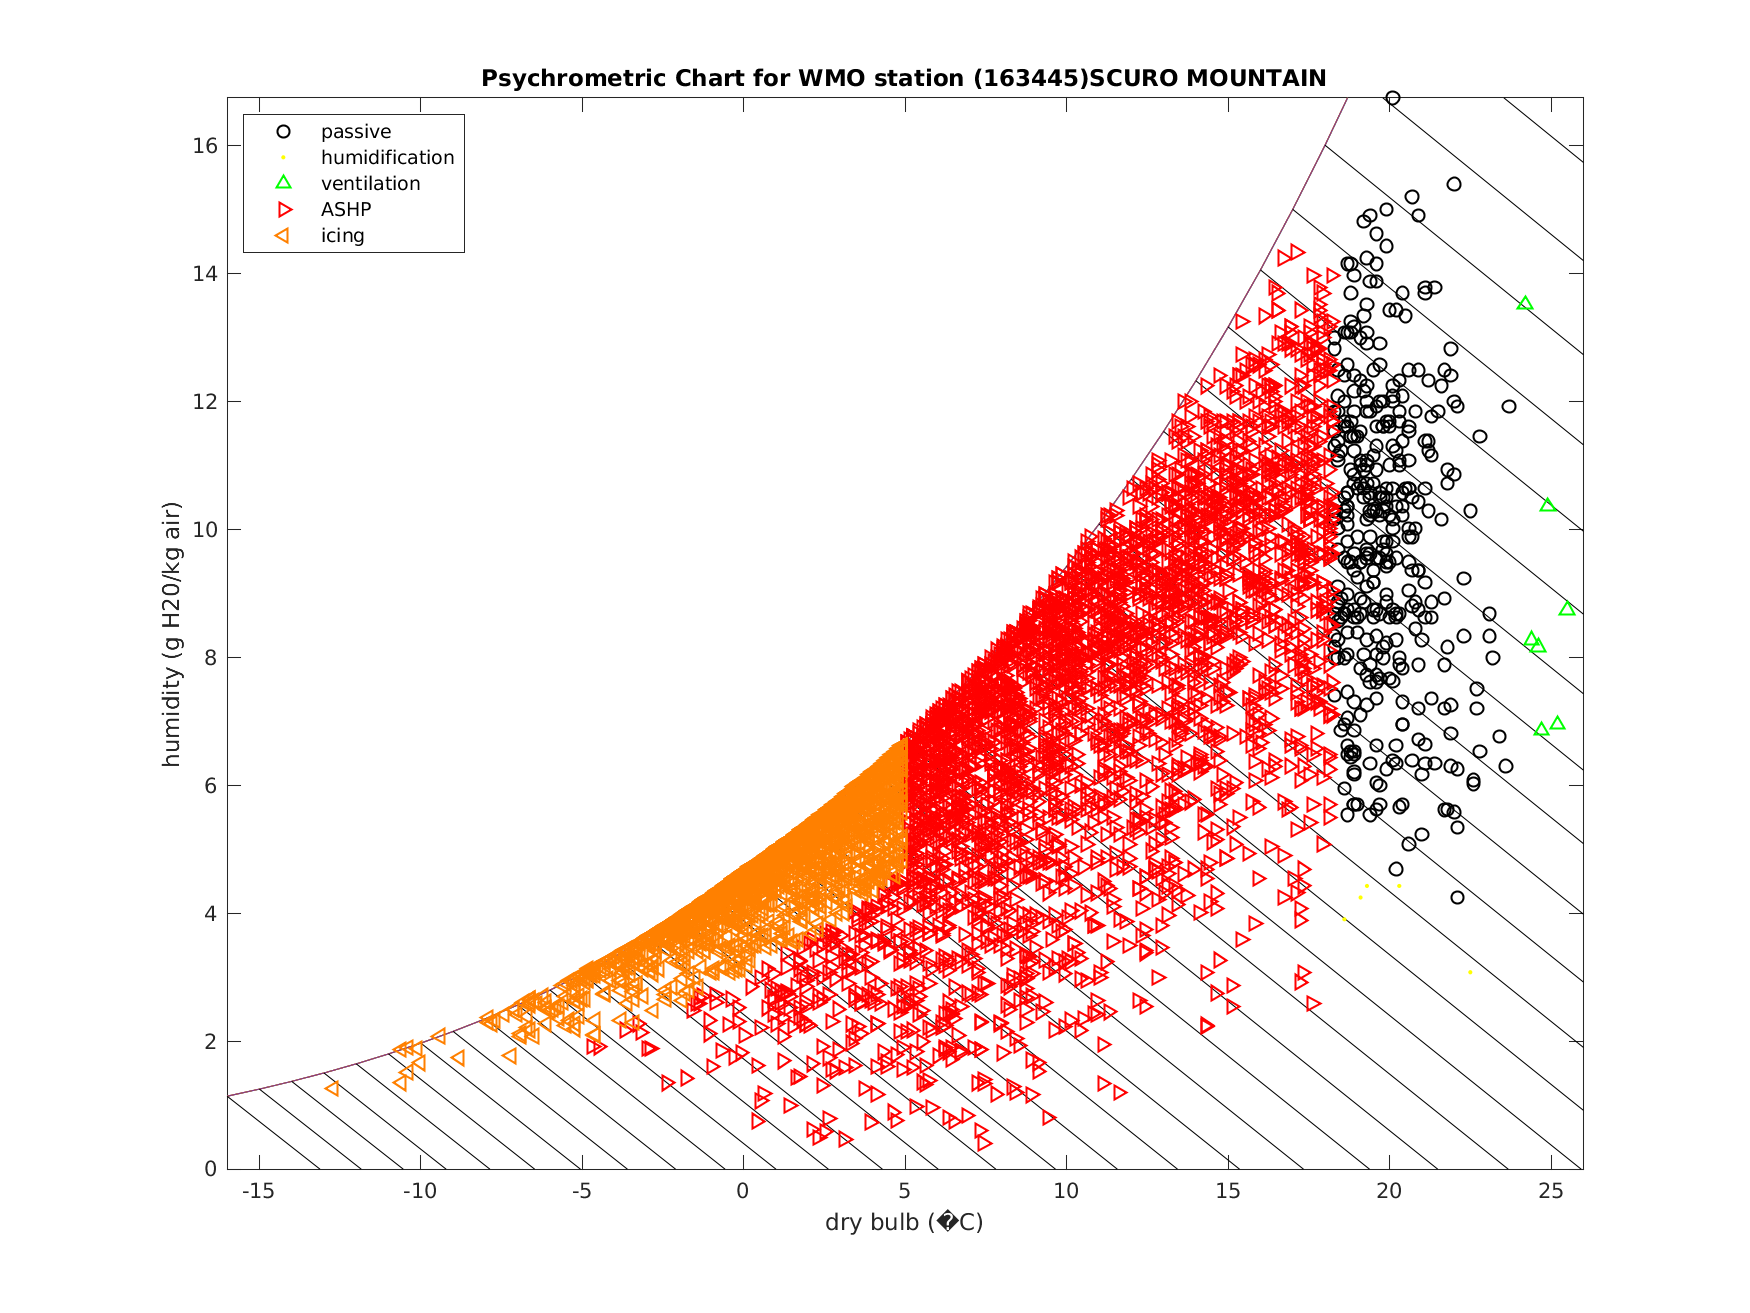 Psychrometric Chart for WMO station (163445)SCURO MOUNTAIN
passive
humidification
ventilation
ASHP
icing
humidity (g H20/kg air)
16
14
12
10
8
6
4
2
0
-15 -10 -5 0 5 10 15 20 25
dry bulb (�C)